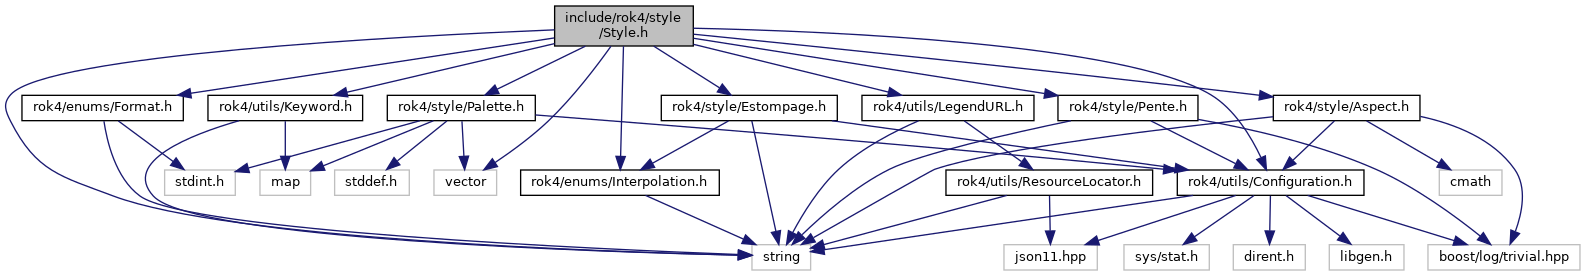 include/rok4/style
/Style.h
rok4/enums/Format.h
rok4/utils/Keyword.h
rok4/style/Palette.h
rok4/style/Estompage.h
rok4/utils/LegendURL.h
rok4/style/Pente.h
rok4/style/Aspect.h
stdint.h
map
stddef.h
vector
rok4/enums/Interpolation.h
rok4/utils/ResourceLocator.h
rok4/utils/Configuration.h
cmath
string
json11.hpp
sys/stat.h
dirent.h
libgen.h
boost/log/trivial.hpp